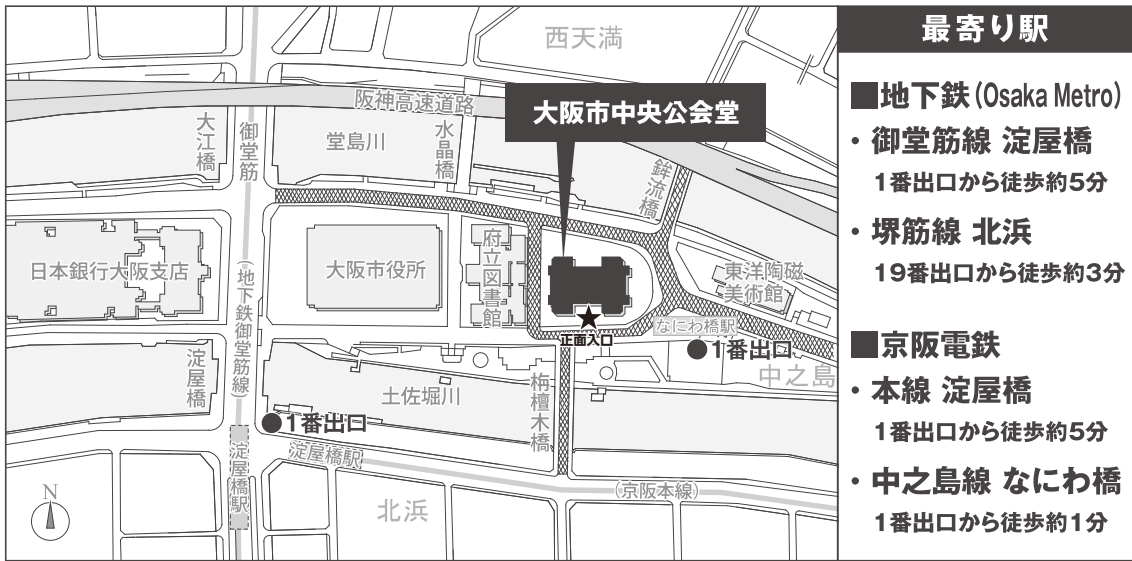 西天満
阪神高速道路
大阪市中央公会堂
大江橋
御堂筋
堂島川
水晶橋
鉾流橋
日本銀行大阪支店
大阪市役所
府立図書館
東洋陶磁
美術館
(地下鉄御堂筋線)
正面入口
なにわ橋駅
1番出口
中之島
淀屋橋
土佐堀川
栴檀木橋
1番出口
淀屋橋駅
淀屋橋駅
(京阪本線)
北浜
N
最寄り駅
■地下鉄(Osaka Metro)
・御堂筋線 淀屋橋
1番出口から徒歩約5分
・堺筋線 北浜
19番出口から徒歩約3分
■京阪電鉄
・本線 淀屋橋
1番出口から徒歩約5分
・中之島線 なにわ橋
1番出口から徒歩約1分